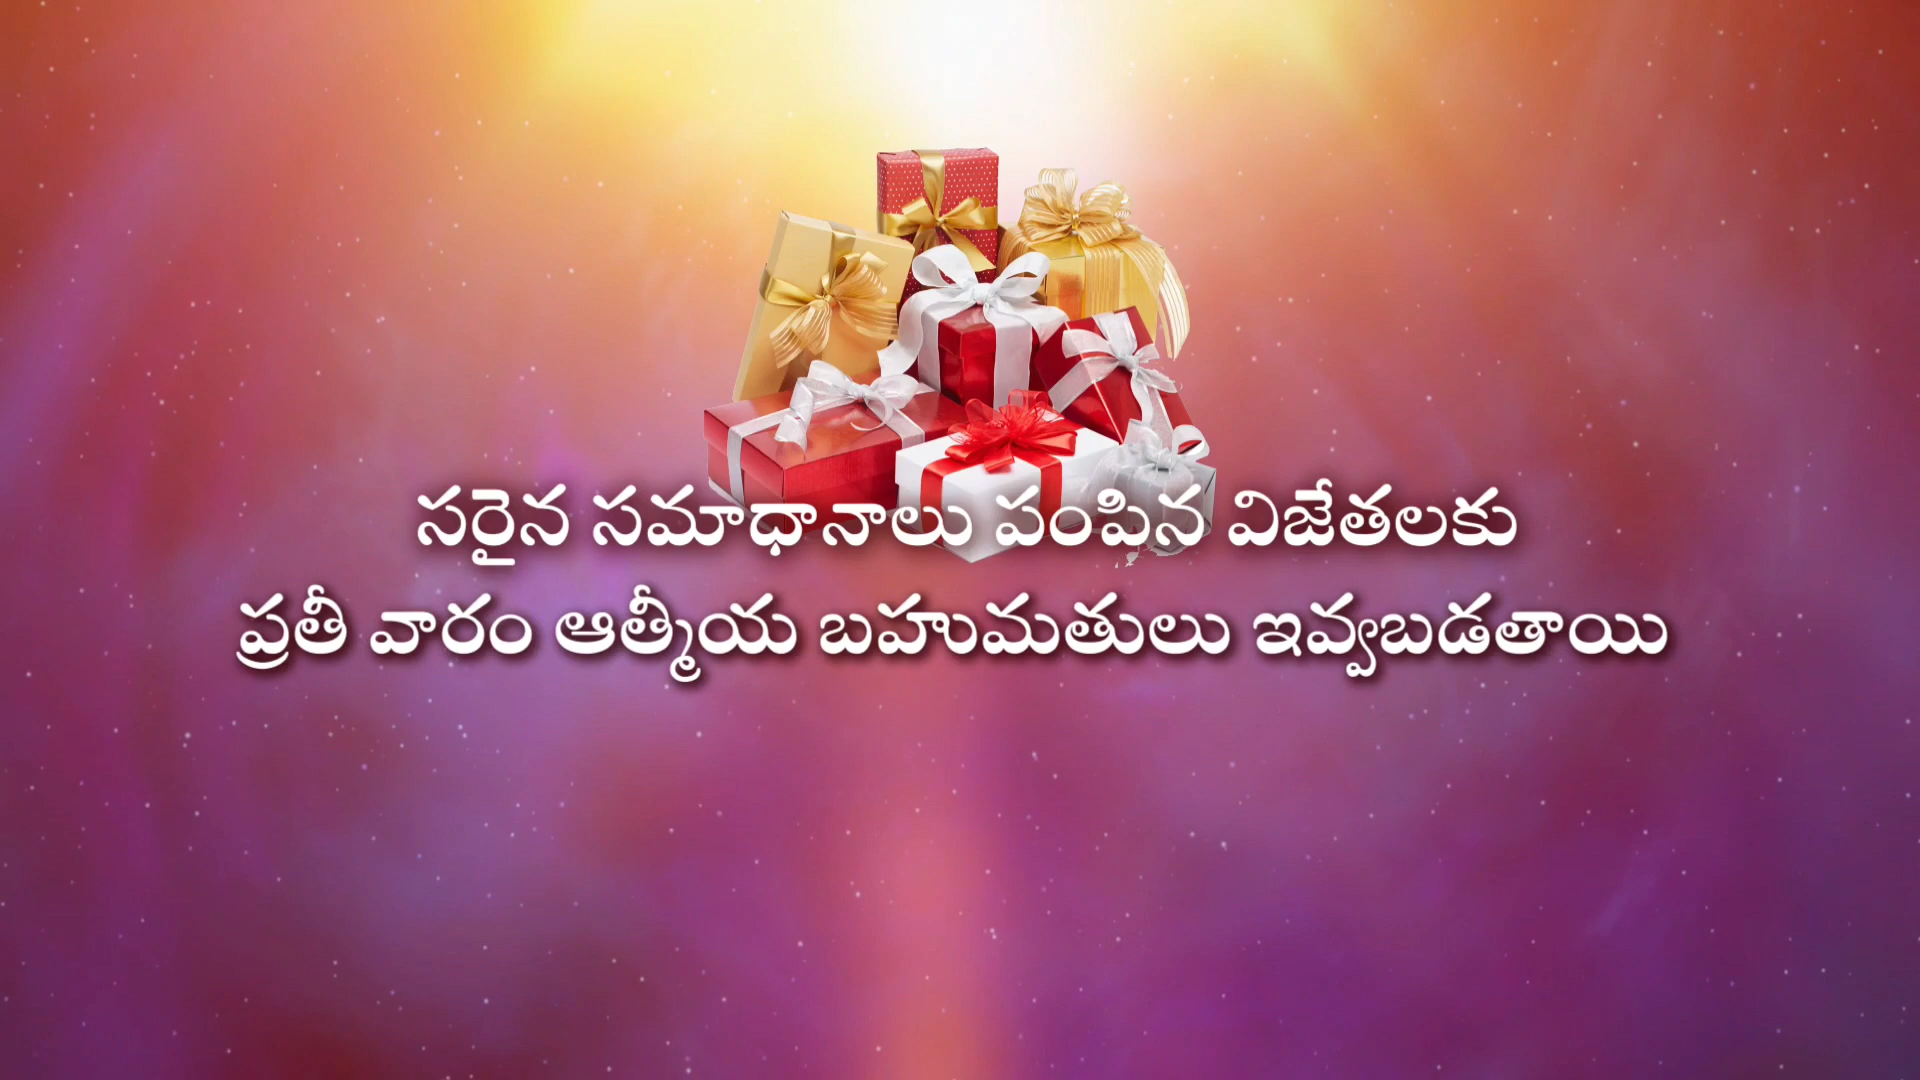 సరైన సమాధానాలు పంపిన విజేతలకు
ప్రతీ వారం ఆత్మీయ బహుమతులు ఇవ్వబడతాయి